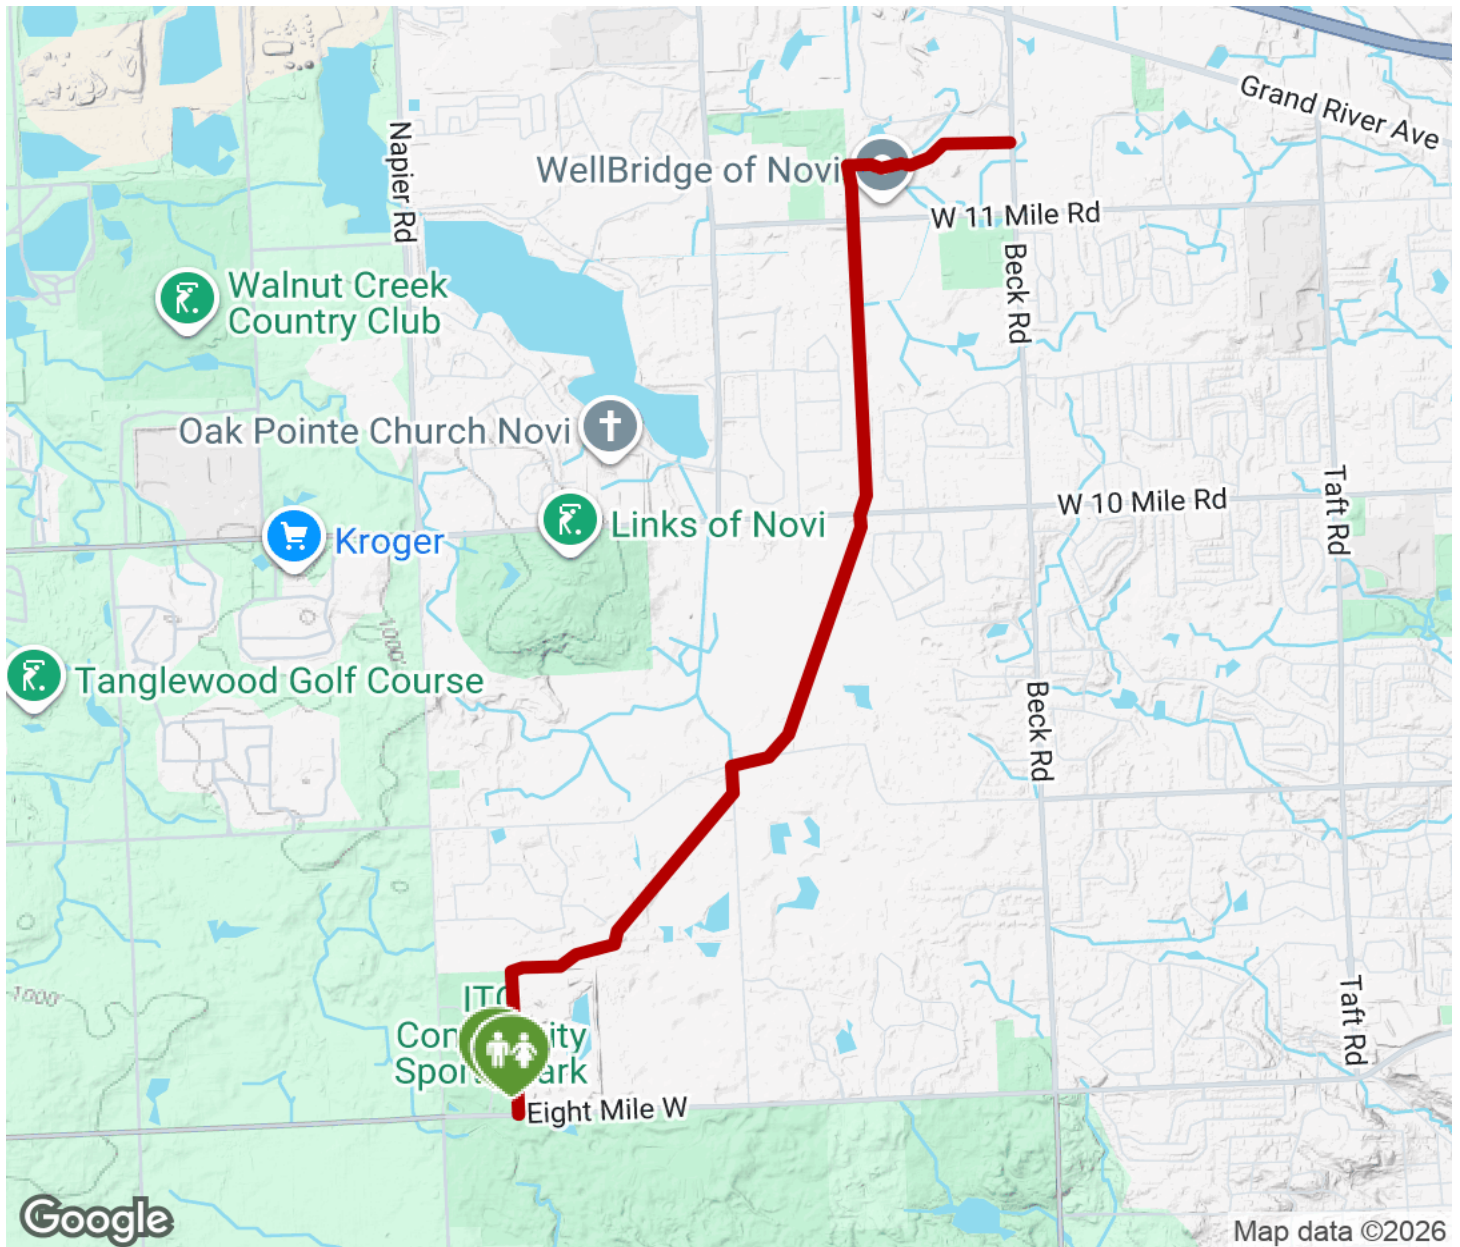 Grand River Ave
Napier Rd
WellBridge of Novi
W 11 Mile Rd
Beck Rd
Walnut Creek
Country Club
Oak Pointe Church Novi
Taft Rd
W 10 Mile Rd
Links of Novi
Kroger
1000'
Tanglewood Golf Course
Beck Rd
1000'
Taft Rd
Eight Mile W
Google
Map data ©2026